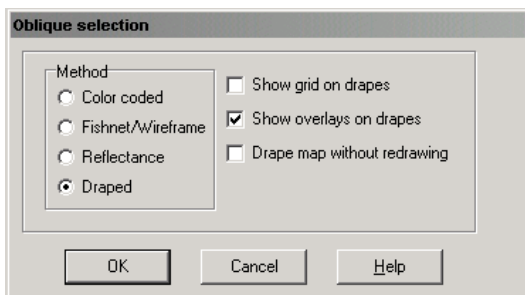 Oblique selection
Method
Color coded
Fishnet/Wireframe
Reflectance
Draped
Show grid on drapes
Show overlays on drapes
Drape map without redrawing
OK
Cancel
Help